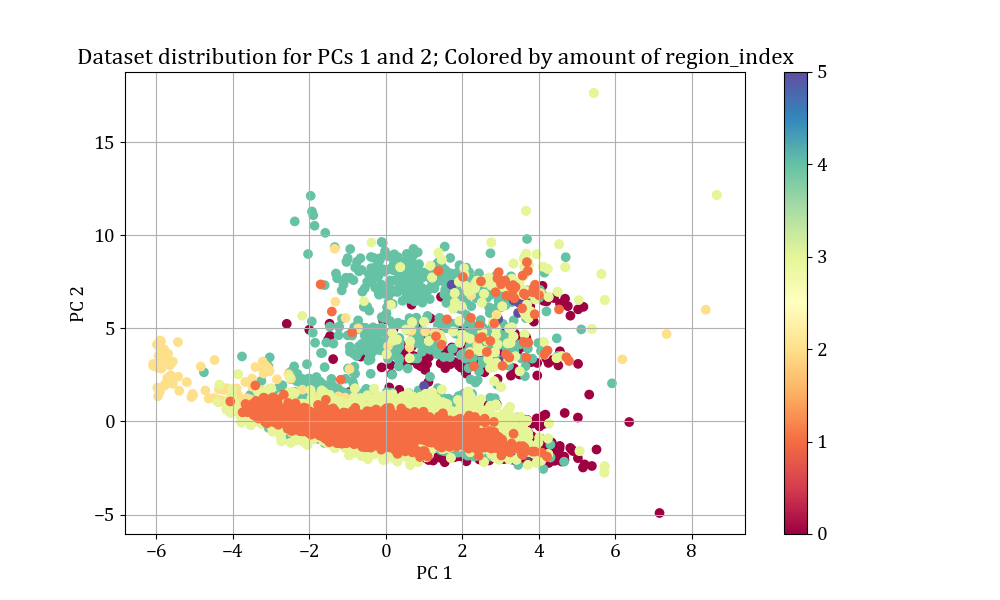 Dataset distribution for PCs 1 and 2; Colored by amount of region_index
15
10
5
0
−5
PC 2
−6 −4 −2 0 2 4 6 8
PC 1
5
4
3
2
1
0